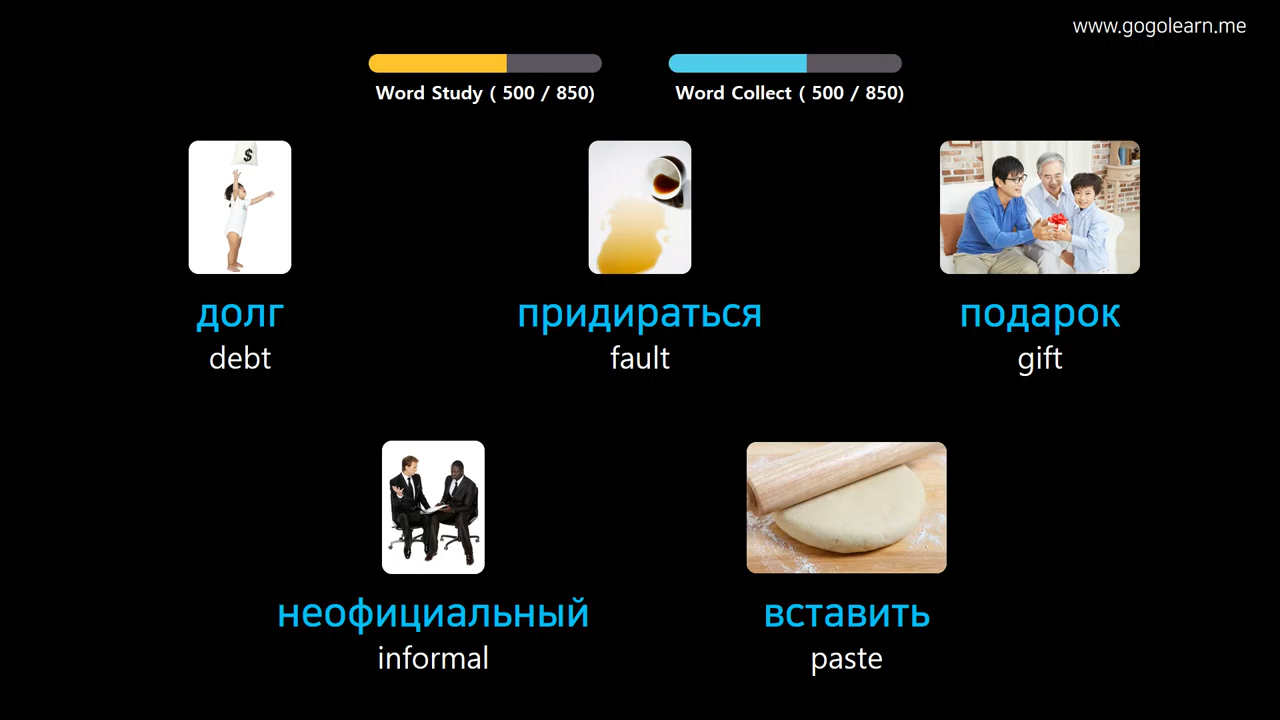 www.gogolearn.me
Word Study ( 500 / 850)
Word Collect ( 500 / 850)
$
долг
debt
придираться
fault
подарок
gift
неофициальный
informal
вставить
paste